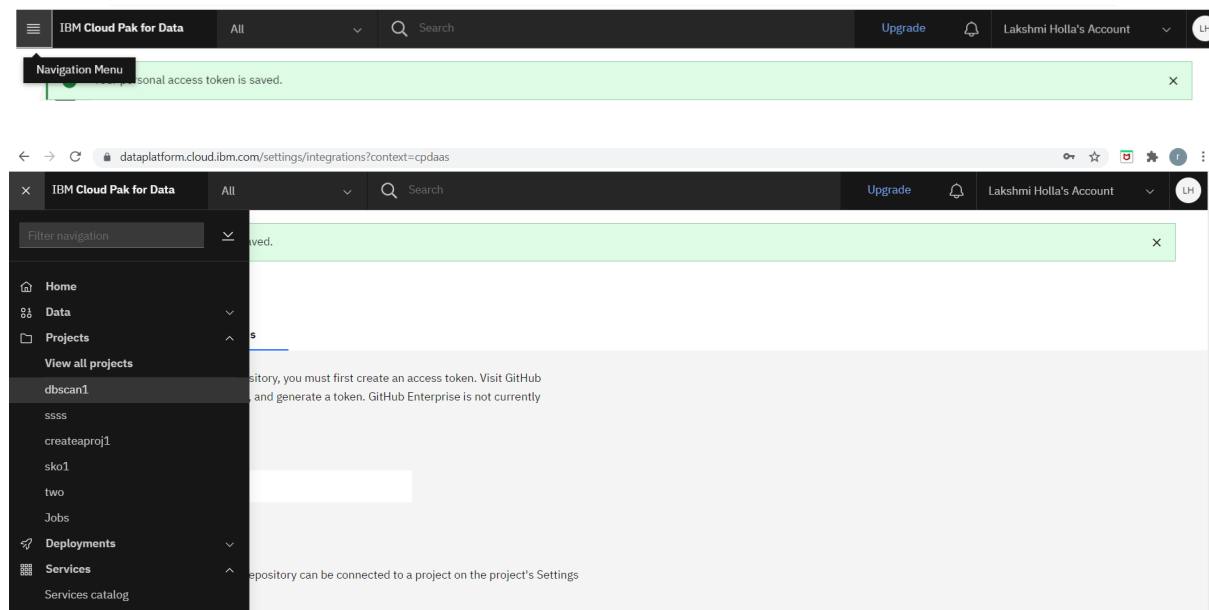 IBM Cloud Pak for Data All Search Upgrade Lakshmi Holla's Account LH
Navigation Menu
personal access token is saved.
dataplatform.cloud.ibm.com/settings/integrations?context=cpdaas r
IBM Cloud Pak for Data All Search Upgrade Lakshmi Holla's Account LH
Filter navigation
aved.
Home
Data
Projects
s
View all projects
sitory, you must first create an access token. Visit GitHub
dbscan1
, and generate a token. GitHub Enterprise is not currently
ssss
createaproj1
sko1
two
Jobs
Deployments
Services
epository can be connected to a project on the project's Settings
Services catalog